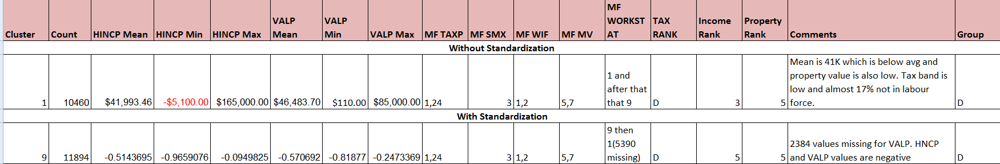 Cluster Count HINCP Mean HINCP Min HINCP Max VALP Mean VALP Min VALP Max MF TAXP MF SMX MF WIF MF MV MF WORKST AT TAX RANK Income Rank Property Rank Comments Group
Without Standardization
1 10460 $41,993.46 -$5,100.00 $165,000.00 $46,483.70 $110.00 $85,000.00 1,24 3 1,2 5,7 1 and after that that 9 D 3 5 Mean is 41K which is below avg and property value is also low. Tax band is low and almost 17% not in labour force. D
With Standardization
9 11894 -0.5143695 -0.9659076 -0.0949825 -0.570692 -0.81877 -0.2473369 1,24 3 1,2 5,7 9 then 1(5390 missing) D 5 5 2384 values missing for VALP. HNCP and VALP values are negative D